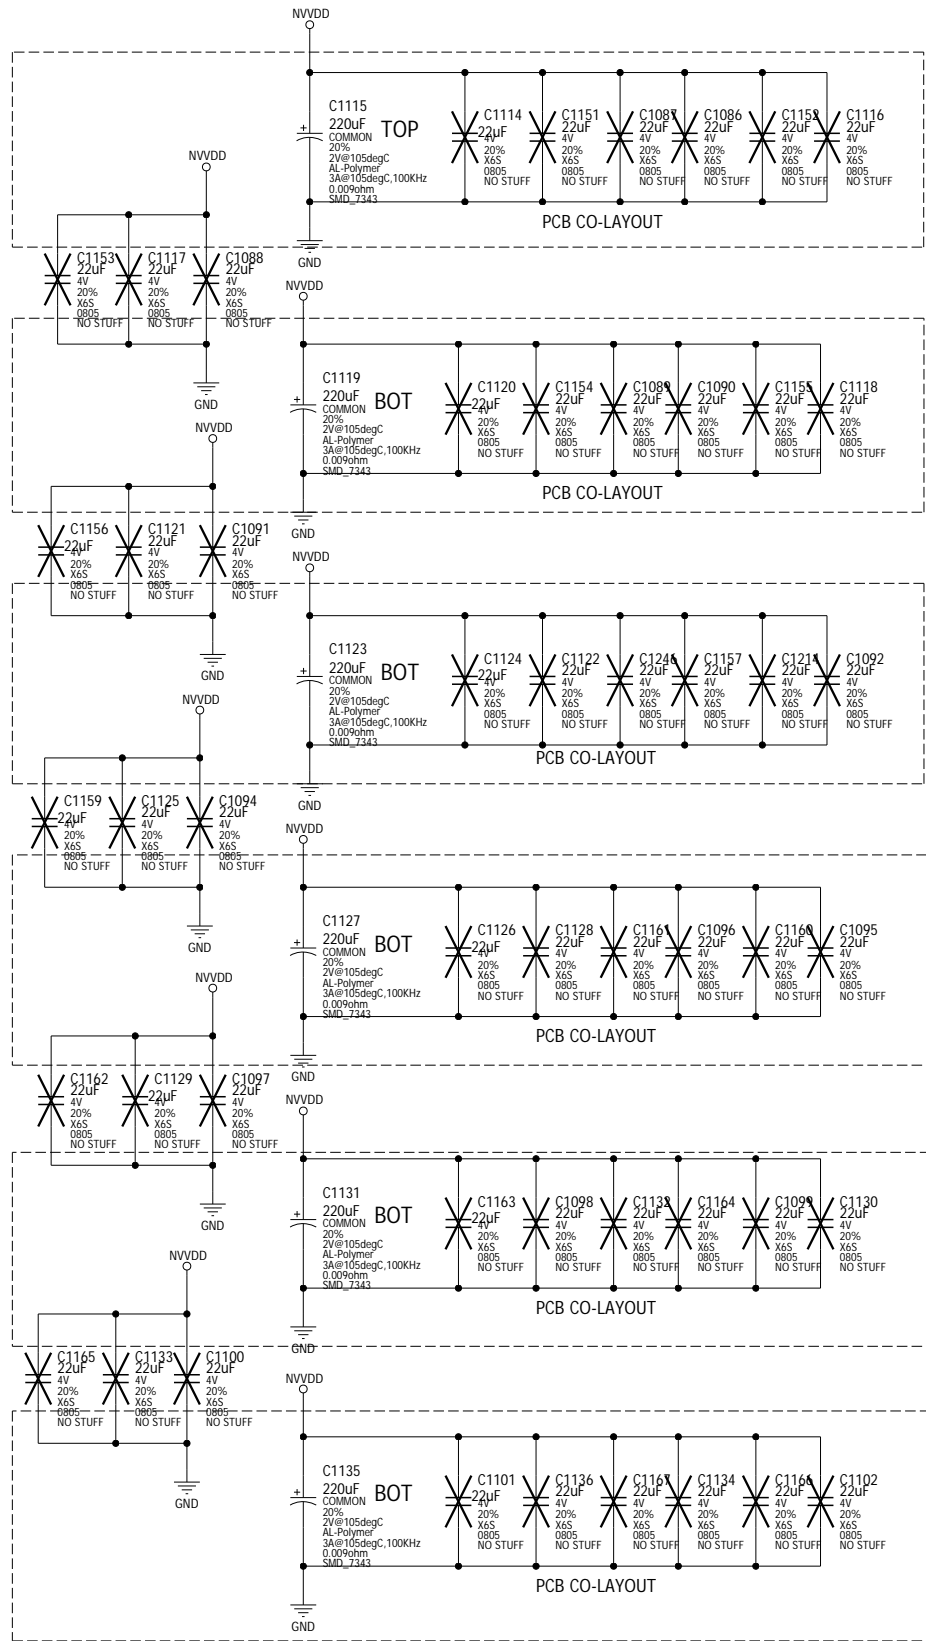 NVVDD
C1115
220uF
COMMON
20%
2V@105degC
AL-Polymer
3A@105degC,100KHz
0.009ohm
SMD_7343
TOP
C1114
22uF
4V
20%
X6S
0805
NO STUFF
C1151
22uF
4V
20%
X6S
0805
NO STUFF
C1087
22uF
4V
20%
X6S
0805
NO STUFF
C1086
22uF
4V
20%
X6S
0805
NO STUFF
C1152
22uF
4V
20%
X6S
0805
NO STUFF
C1116
22uF
4V
20%
X6S
0805
NO STUFF
PCB CO-LAYOUT
GND
NVVDD
C1153
22uF
4V
20%
X6S
0805
NO STUFF
C1117
22uF
4V
20%
X6S
0805
NO STUFF
C1088
22uF
4V
20%
X6S
0805
NO STUFF
GND
NVVDD
C1119
220uF
COMMON
20%
2V@105degC
AL-Polymer
3A@105degC,100KHz
0.009ohm
SMD_7343
BOT
C1120
22uF
4V
20%
X6S
0805
NO STUFF
C1154
22uF
4V
20%
X6S
0805
NO STUFF
C1089
22uF
4V
20%
X6S
0805
NO STUFF
C1090
22uF
4V
20%
X6S
0805
NO STUFF
C1155
22uF
4V
20%
X6S
0805
NO STUFF
C1118
22uF
4V
20%
X6S
0805
NO STUFF
PCB CO-LAYOUT
GND
NVVDD
C1156
22uF
4V
20%
X6S
0805
NO STUFF
C1121
22uF
4V
20%
X6S
0805
NO STUFF
C1091
22uF
4V
20%
X6S
0805
NO STUFF
GND
NVVDD
C1123
220uF
COMMON
20%
2V@105degC
AL-Polymer
3A@105degC,100KHz
0.009ohm
SMD_7343
BOT
C1124
22uF
4V
20%
X6S
0805
NO STUFF
C1122
22uF
4V
20%
X6S
0805
NO STUFF
C1246
22uF
4V
20%
X6S
0805
NO STUFF
C1157
22uF
4V
20%
X6S
0805
NO STUFF
C1214
22uF
4V
20%
X6S
0805
NO STUFF
C1092
22uF
4V
20%
X6S
0805
NO STUFF
PCB CO-LAYOUT
GND
NVVDD
C1159
22uF
4V
20%
X6S
0805
NO STUFF
C1125
22uF
4V
20%
X6S
0805
NO STUFF
C1094
22uF
4V
20%
X6S
0805
NO STUFF
GND
NVVDD
C1127
220uF
COMMON
20%
2V@105degC
AL-Polymer
3A@105degC,100KHz
0.009ohm
SMD_7343
BOT
C1126
22uF
4V
20%
X6S
0805
NO STUFF
C1128
22uF
4V
20%
X6S
0805
NO STUFF
C1161
22uF
4V
20%
X6S
0805
NO STUFF
C1096
22uF
4V
20%
X6S
0805
NO STUFF
C1160
22uF
4V
20%
X6S
0805
NO STUFF
C1095
22uF
4V
20%
X6S
0805
NO STUFF
PCB CO-LAYOUT
GND
NVVDD
C1162
22uF
4V
20%
X6S
0805
NO STUFF
C1129
22uF
4V
20%
X6S
0805
NO STUFF
C1097
22uF
4V
20%
X6S
0805
NO STUFF
GND
NVVDD
C1131
220uF
COMMON
20%
2V@105degC
AL-Polymer
3A@105degC,100KHz
0.009ohm
SMD_7343
BOT
C1163
22uF
4V
20%
X6S
0805
NO STUFF
C1098
22uF
4V
20%
X6S
0805
NO STUFF
C1132
22uF
4V
20%
X6S
0805
NO STUFF
C1164
22uF
4V
20%
X6S
0805
NO STUFF
C1099
22uF
4V
20%
X6S
0805
NO STUFF
C1130
22uF
4V
20%
X6S
0805
NO STUFF
PCB CO-LAYOUT
GND
NVVDD
C1165
22uF
4V
20%
X6S
0805
NO STUFF
C1133
22uF
4V
20%
X6S
0805
NO STUFF
C1100
22uF
4V
20%
X6S
0805
NO STUFF
GND
NVVDD
C1135
220uF
COMMON
20%
2V@105degC
AL-Polymer
3A@105degC,100KHz
0.009ohm
SMD_7343
BOT
C1101
22uF
4V
20%
X6S
0805
NO STUFF
C1136
22uF
4V
20%
X6S
0805
NO STUFF
C1167
22uF
4V
20%
X6S
0805
NO STUFF
C1134
22uF
4V
20%
X6S
0805
NO STUFF
C1166
22uF
4V
20%
X6S
0805
NO STUFF
C1102
22uF
4V
20%
X6S
0805
NO STUFF
PCB CO-LAYOUT
GND